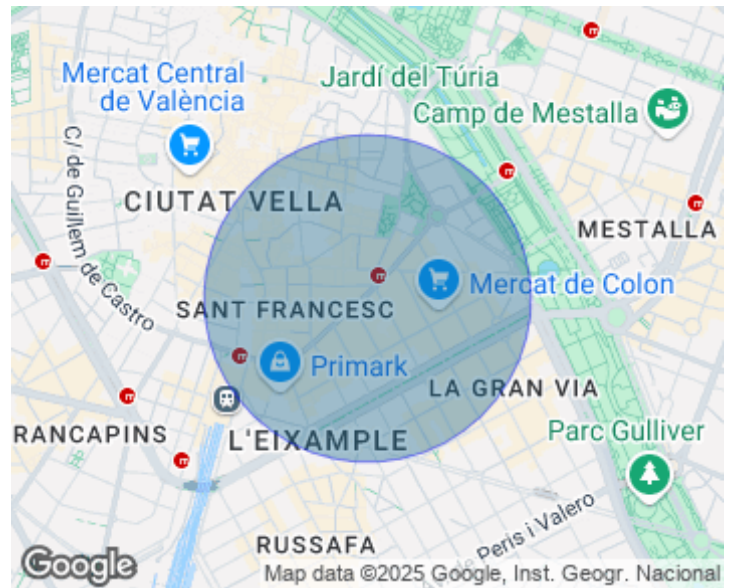 Mercat Central
de València
Jardí del Túria
Camp de Mestalla
C/ de Guillem de Castro
CIUTAT VELLA
MESTALLA
Mercat de Colon
SANT FRANCESC
Primark
LA GRAN VIA
RANCAPINS
L'EIXAMPLE
Parc Gulliver
de Peris i Valero
RUSSAFA
Google
Map data ©2025 Google, Inst. Geogr. Nacional